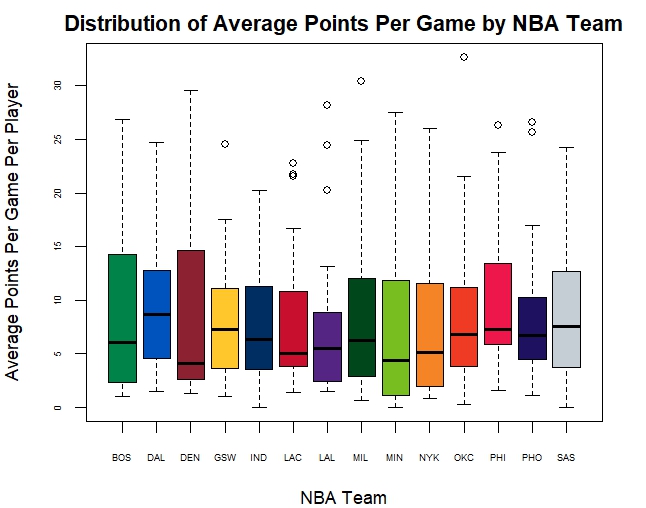 Distribution of Average Points Per Game by NBA Team
Average Points Per Game Per Player
30
25
20
15
10
5
0
BOS DAL DEN GSW IND LAC LAL MIL MIN NYK OKC PHI PHO SAS
NBA Team